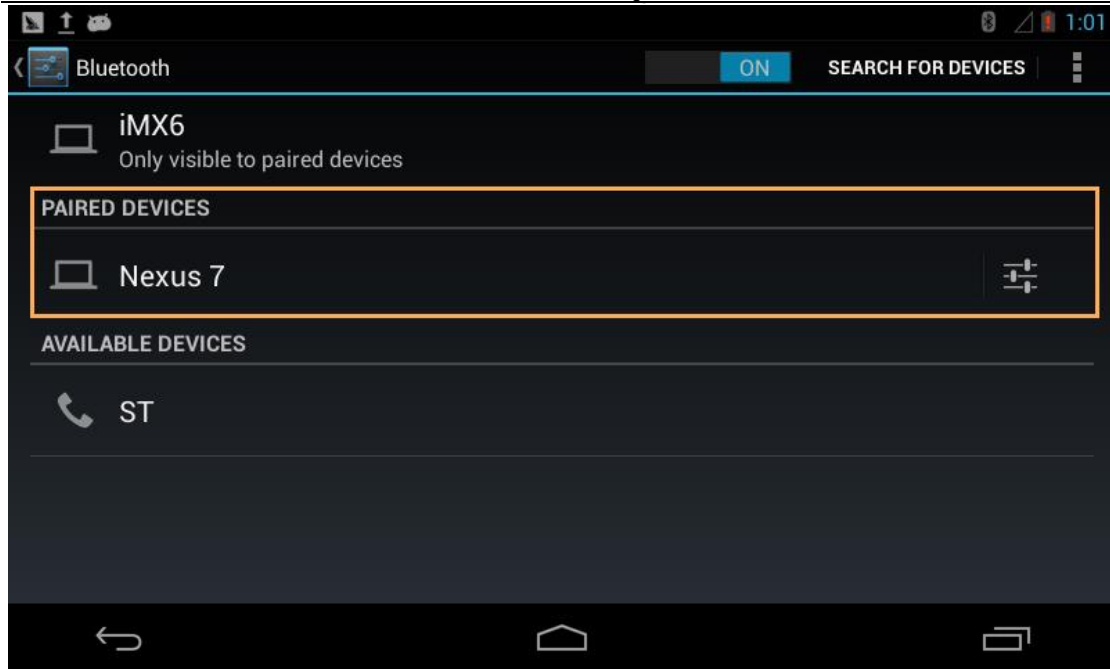 1:01
Bluetooth ON SEARCH FOR DEVICES
iMX6
Only visible to paired devices
PAIRED DEVICES
Nexus 7
AVAILABLE DEVICES
ST